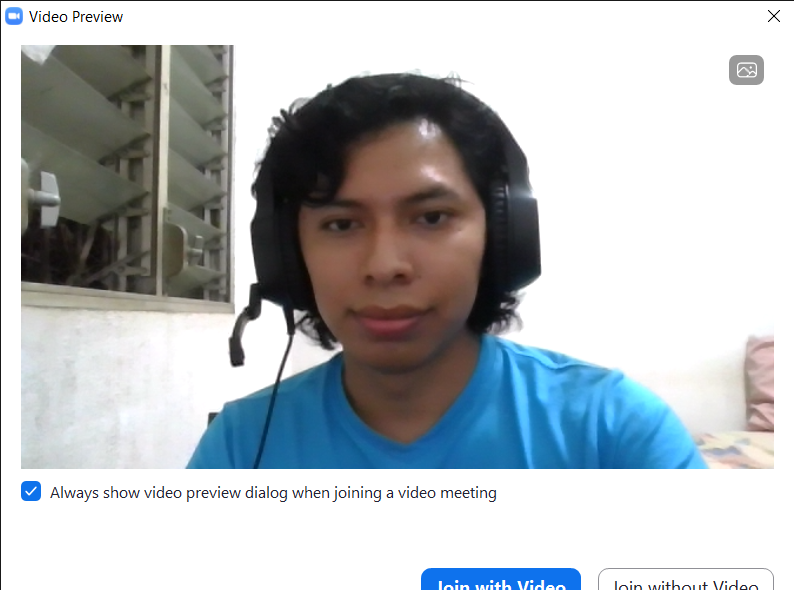 Video Preview
Always show video preview dialog when joining a video meeting
Join with Video
Join without Video